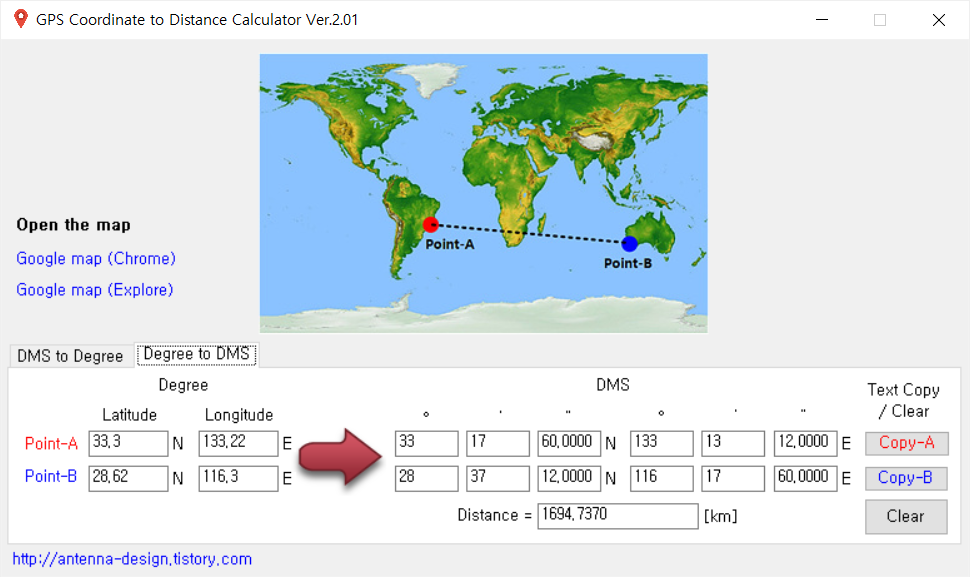 GPS Coordinate to Distance Calculator Ver.2.01
Point-A
Point-B
Open the map
Google map (Chrome)
Google map (Explore)
DMS to Degree
Degree to DMS
Degree
DMS
Text Copy
/ Clear
Latitude
Longitude
° ' " ° ' "
Point-A 33.3 N 133.22 E 33 17 60.0000 N 133 13 12.0000 E Copy-A
Point-B 28.62 N 116.3 E 28 37 12.0000 N 116 17 60.0000 E Copy-B
Distance = 1694.7370 [km]
Clear
http://antenna-design.tistory.com